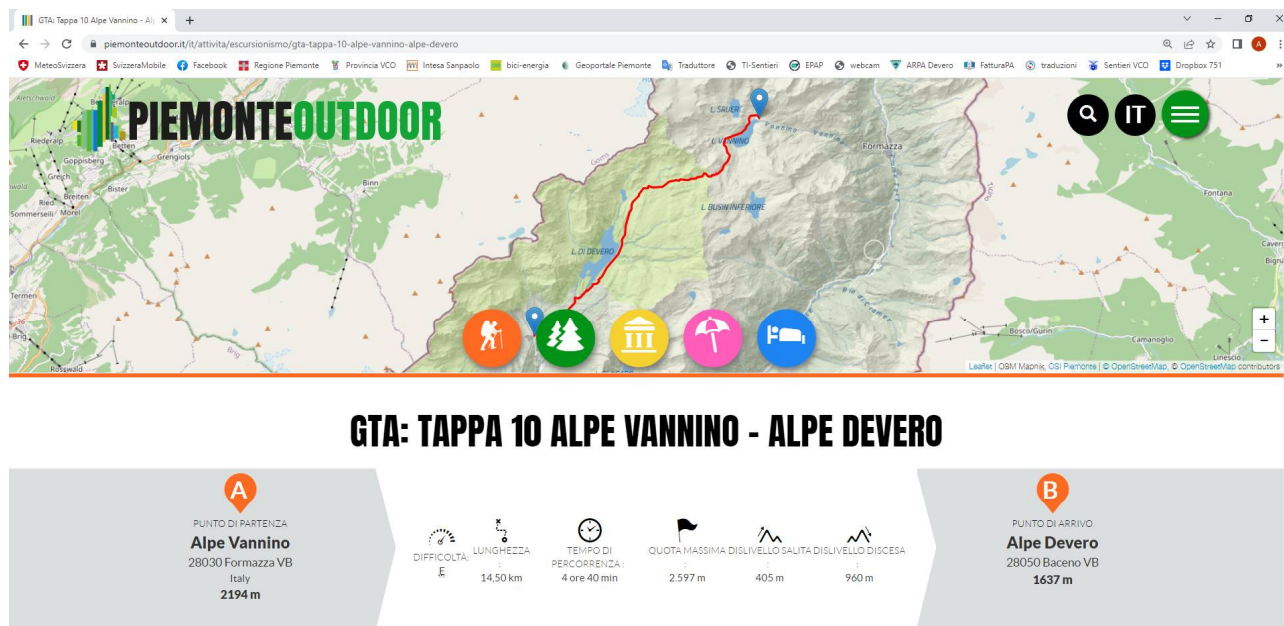 GTA: Tappa 10 Alpe Vannino - Al
piemonteoutdoor.it/it/attivita/escursionismo/gta-tappa-10-alpe-vannino-alpe-devero
MeteoSvizzera SvizzeraMobile Facebook Regione Piemonte Provincia VCO Intesa Sanpaolo bici-energia Geoportale Piemonte Traduttore TI-Sentieri EPAP webcam ARPA Devero FatturaPA traduzioni Sentieri VCO Dropbox 751 »
PIEMONTEOUTDOOR
IT
Riederalp
Betten
Grengiols
Goppisberg
Greich
Bister
Ried
Breiten
Mörel
Sommerseili
Binn
Goms
Termen
Brig
Rosswald
L. SRUER
L. VANNINO
Vannino
Formazza
L. BUSIN INFERIORE
L. DI DEVERO
Fontana
Bosco/Gurin
Camanoglio
Linescio
+
−
Leaflet | OSM Mapnik, CSI Piemonte | © OpenStreetMap, © OpenStreetMap contributors
GTA: TAPPA 10 ALPE VANNINO - ALPE DEVERO
A
PUNTO DI PARTENZA
Alpe Vannino
28030 Formazza VB
Italy
2194 m
DIFFICOLTÀ:
E
LUNGHEZZA
:
14,50 km
TEMPO DI
PERCORRENZA :
4 ore 40 min
QUOTA MASSIMA
:
2.597 m
DISLIVELLO SALITA
:
405 m
DISLIVELLO DISCESA
:
960 m
B
PUNTO DI ARRIVO
Alpe Devero
28050 Baceno VB
1637 m